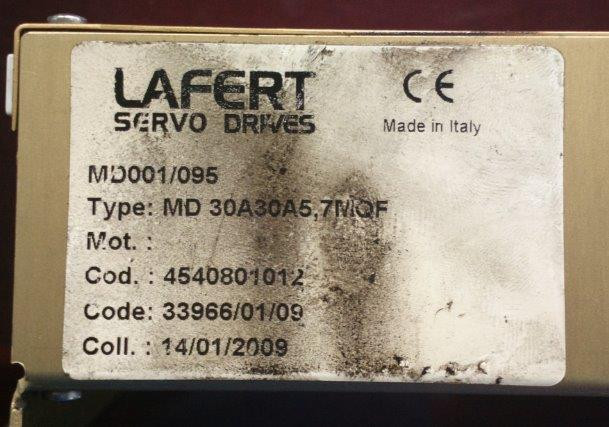 LAFERT
SERVO DRIVES
CE
Made in Italy
MD001/095
Type: MD 30A30A5,7MQF
Mot. :
Cod. : 4540801012
Code: 33966/01/09
Coll. : 14/01/2009